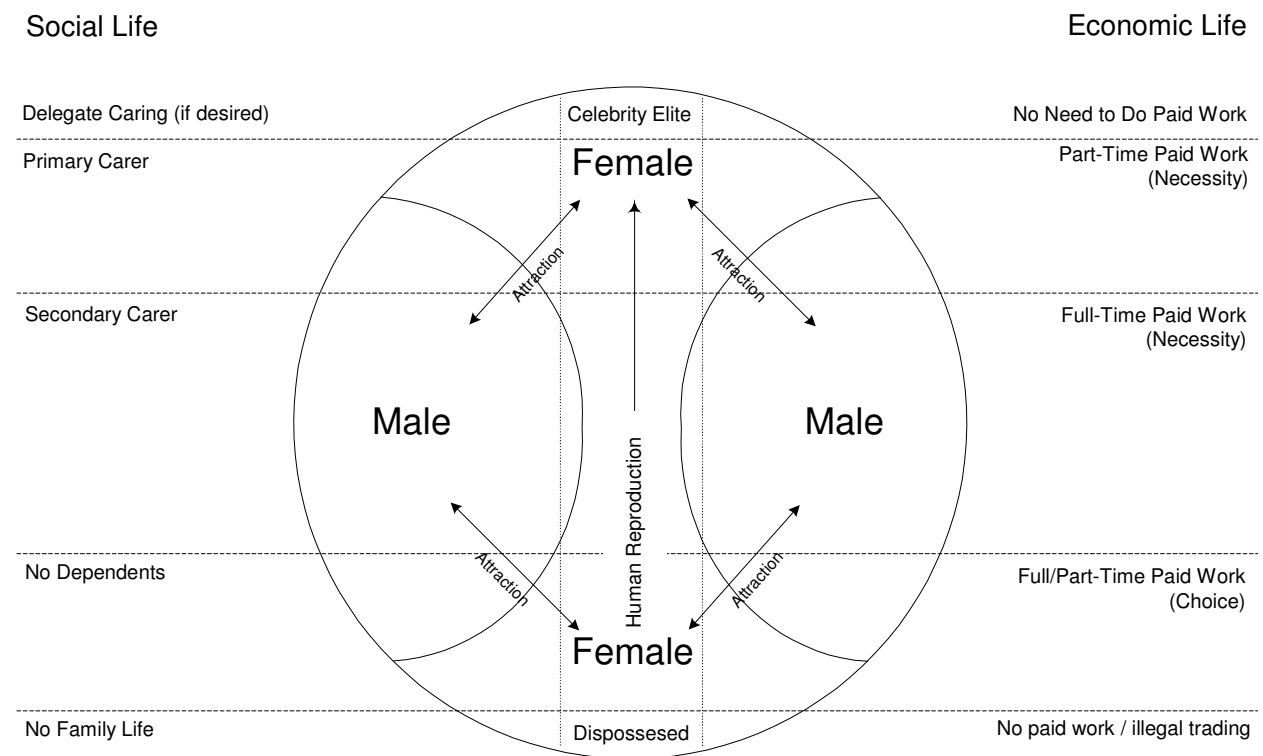 Social Life
Economic Life
Delegate Caring (if desired)
Celebrity Elite
No Need to Do Paid Work
Primary Carer
Female
Part-Time Paid Work
(Necessity)
Attraction
Attraction
Secondary Carer
Full-Time Paid Work
(Necessity)
Male
Male
Human Reproduction
No Dependents
Attraction
Attraction
Full/Part-Time Paid Work
(Choice)
Female
No Family Life
Dispossesed
No paid work / illegal trading